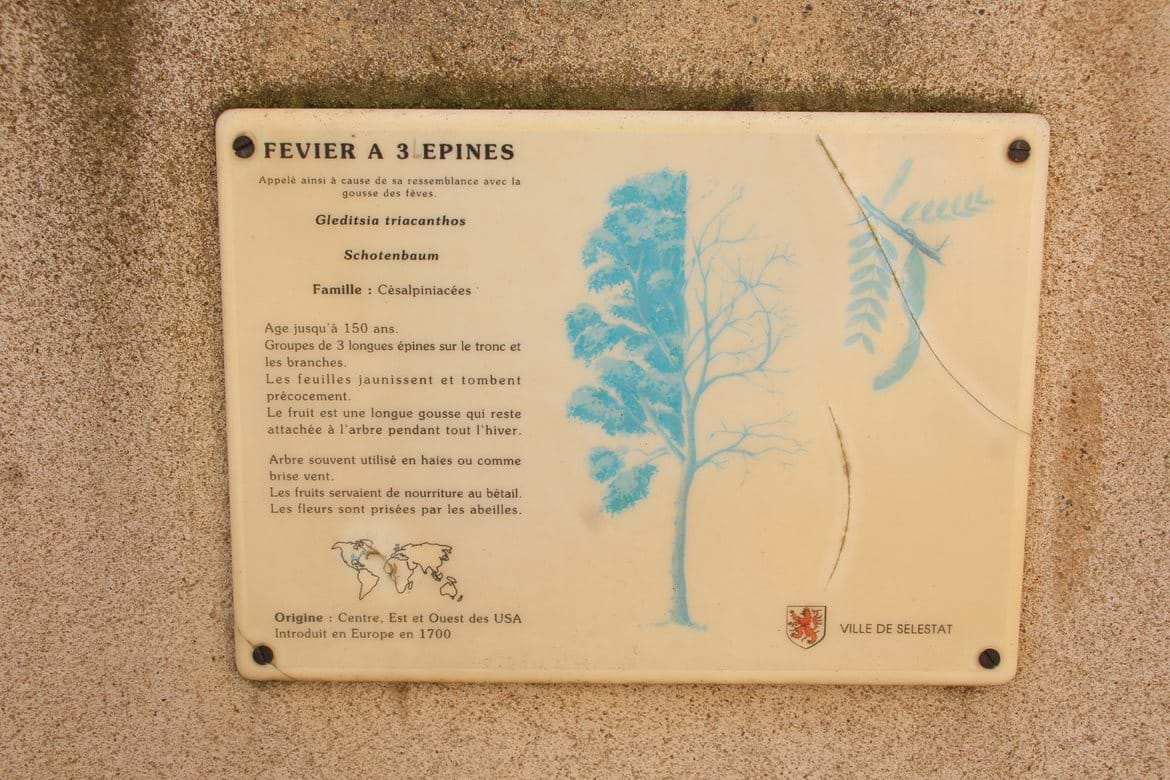 FEVIER A 3 EPINES
Appelé ainsi à cause de sa ressemblance avec la
gousse des fèves.
Gleditsia triacanthos
Schotenbaum
Famille : Césalpiniacées
Age jusqu'à 150 ans.
Groupes de 3 longues épines sur le tronc et
les branches.
Les feuilles jaunissent et tombent
précocement.
Le fruit est une longue gousse qui reste
attachée à l'arbre pendant tout l'hiver.
Arbre souvent utilisé en haies ou comme
brise vent.
Les fruits servaient de nourriture au bétail.
Les fleurs sont prisées par les abeilles.
Origine : Centre, Est et Ouest des USA
Introduit en Europe en 1700
VILLE DE SELESTAT